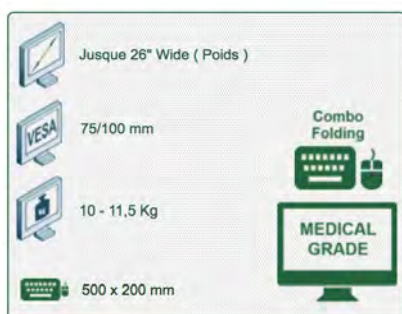 Jusque 26" Wide ( Poids )
VESA
75/100 mm
Combo
Folding
10 - 11,5 Kg
MEDICAL
GRADE
500 x 200 mm